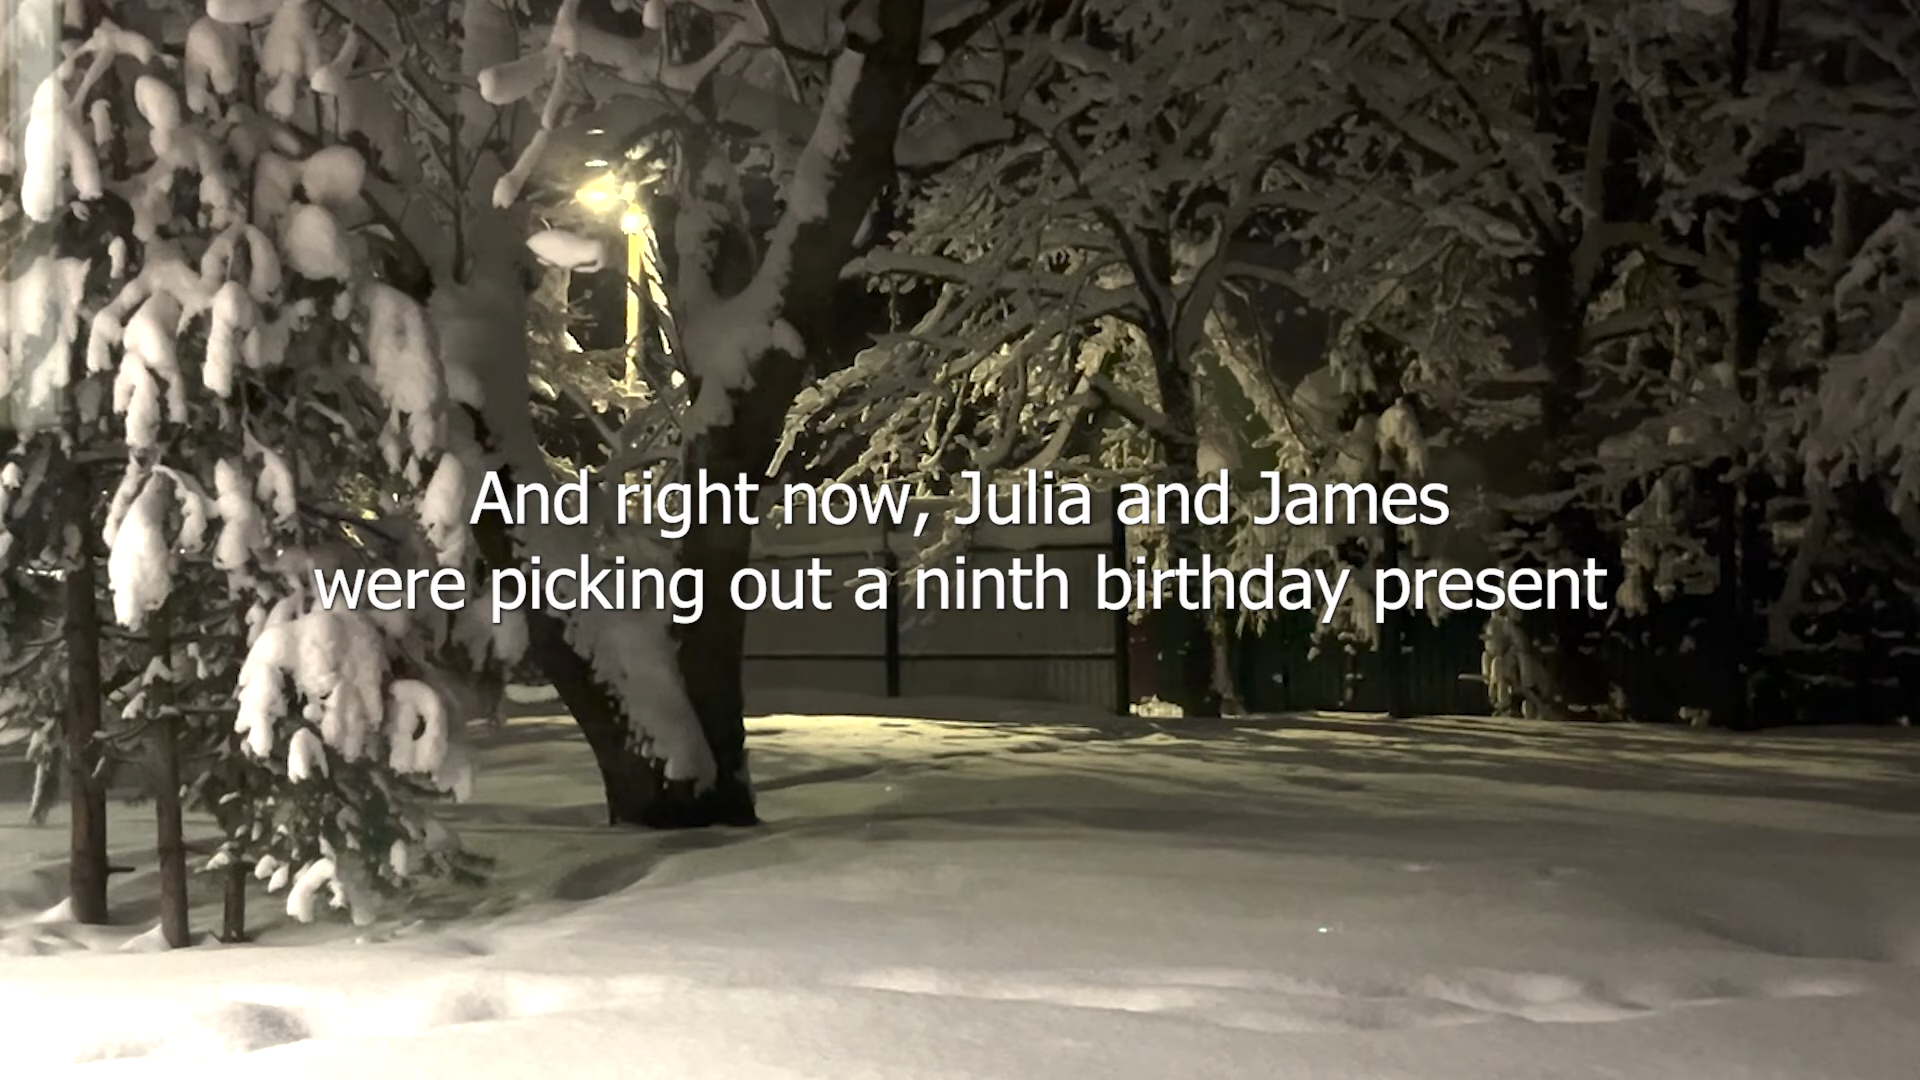 And right now, Julia and James
were picking out a ninth birthday present